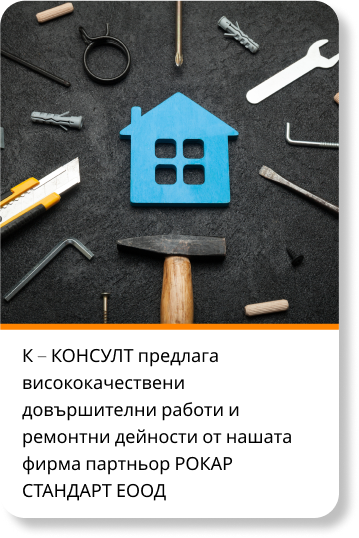 К – КОНСУЛТ предлага
висококачествени
довършителни работи и
ремонтни дейности от нашата
фирма партньор РОКАР
СТАНДАРТ ЕООД